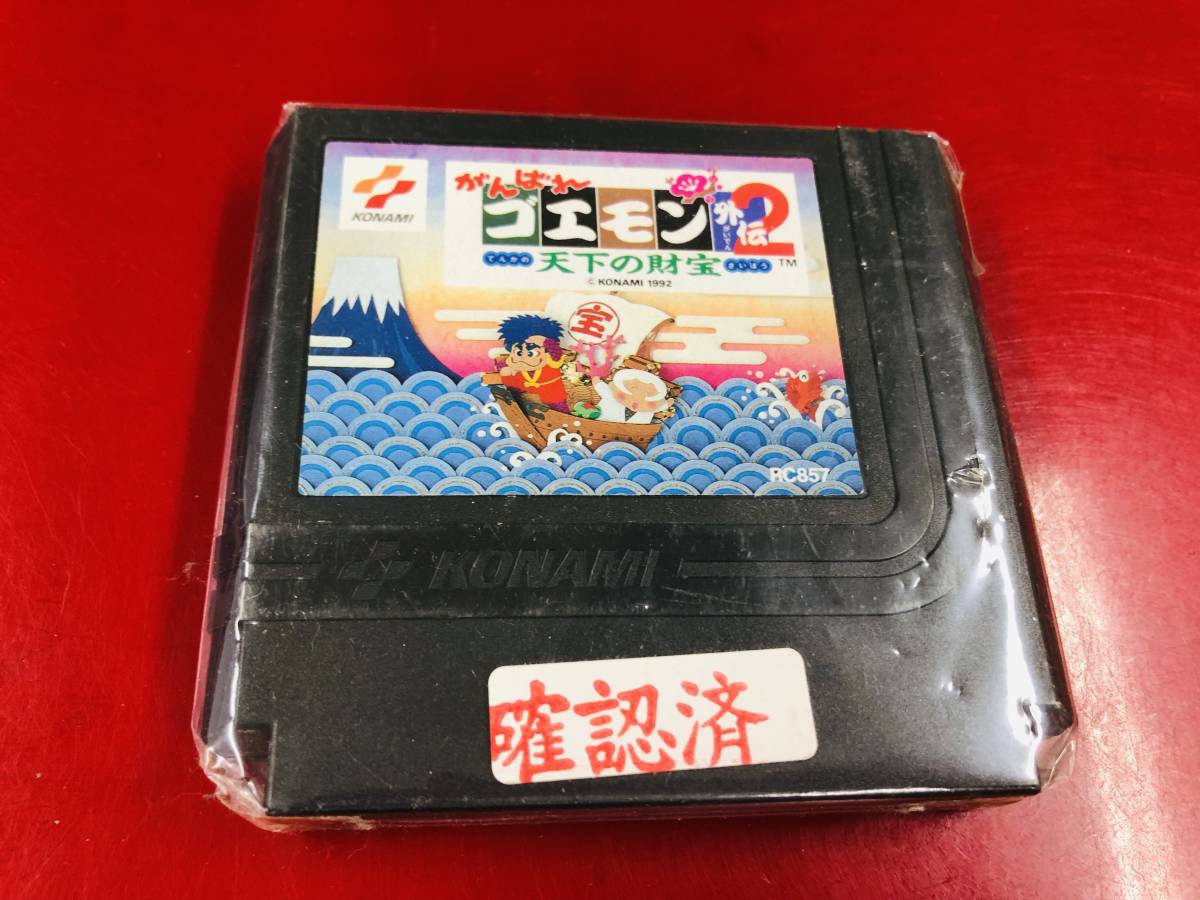 KONAMI
がんばれ
ゴエモン外伝2
がいでん
TM
てんかの 天下の財宝 ざいほう
©KONAMI 1992
宝
RC857
KONAMI
確認済